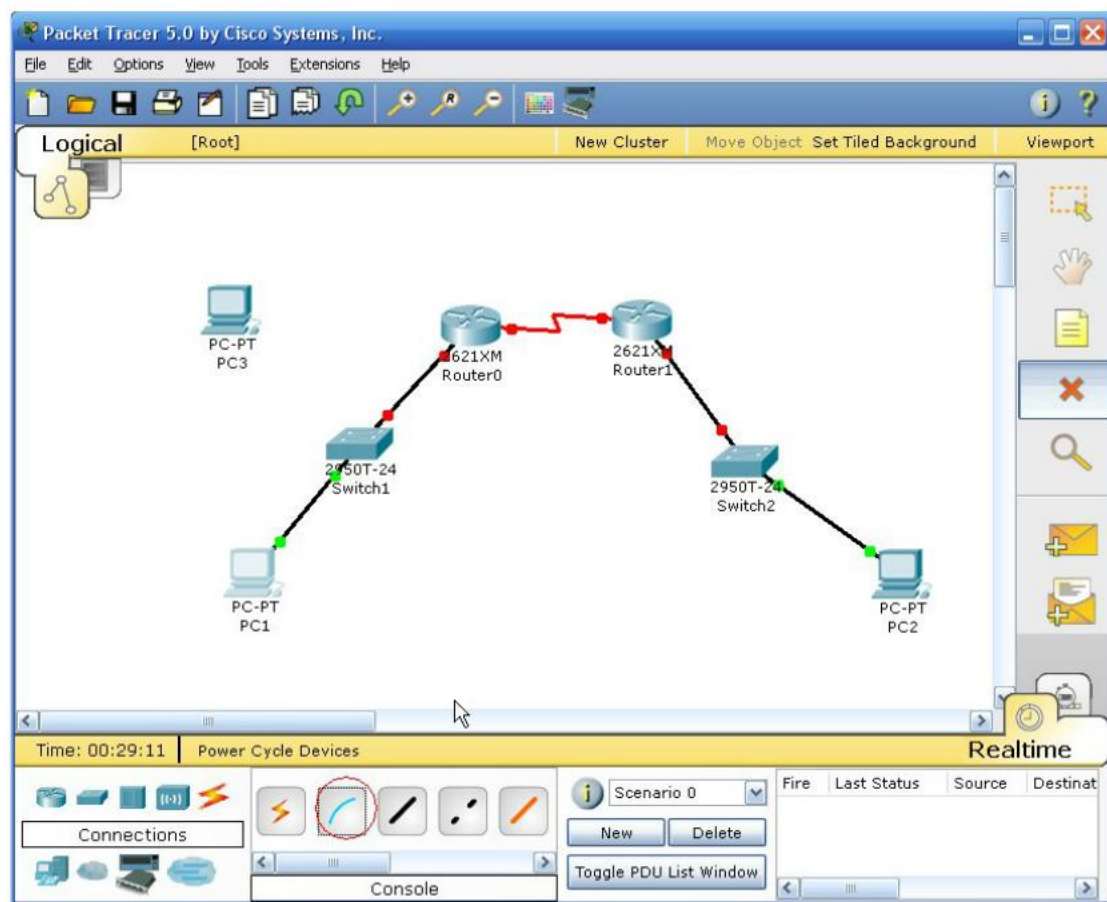 Packet Tracer 5.0 by Cisco Systems, Inc.
File Edit Options View Tools Extensions Help
Logical [Root] New Cluster Move Object Set Tiled Background Viewport
PC-PT
PC3
2621XM
Router0
2621XM
Router1
2950T-24
Switch1
2950T-24
Switch2
PC-PT
PC1
PC-PT
PC2
Time: 00:29:11 Power Cycle Devices Realtime
Connections
Console
Scenario 0
New Delete
Toggle PDU List Window
Fire Last Status Source Destinat